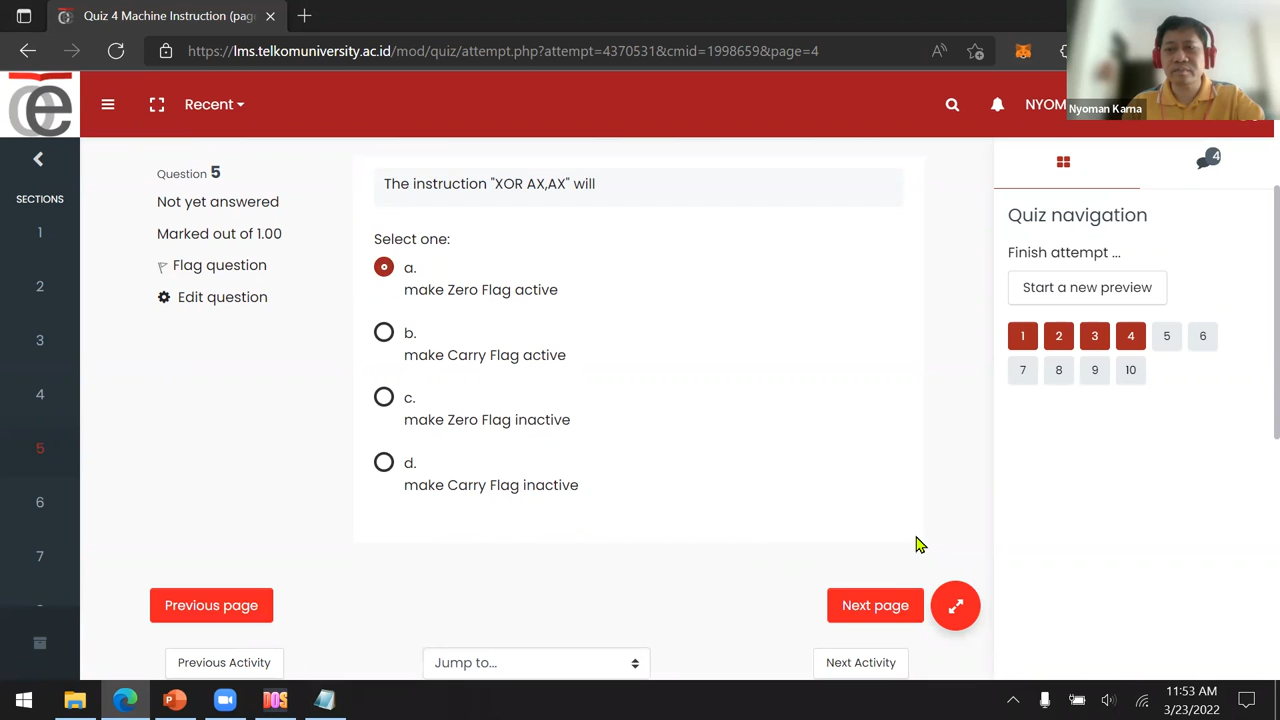 Quiz 4 Machine Instruction (pag
https://lms.telkomuniversity.ac.id/mod/quiz/attempt.php?attempt=4370531&cmid=1998659&page=4
Nyoman Karna
e
Recent
NYOM
SECTIONS
1
2
3
4
5
6
7
Question 5
Not yet answered
Marked out of 1.00
Flag question
Edit question
The instruction "XOR AX,AX" will
Select one:
a.
make Zero Flag active
b.
make Carry Flag active
c.
make Zero Flag inactive
d.
make Carry Flag inactive
4
Quiz navigation
Finish attempt ...
Start a new preview
1 2 3 4 5 6
7 8 9 10
Previous page
Next page
Previous Activity
Jump to...
Next Activity
DOS
11:53 AM
3/23/2022